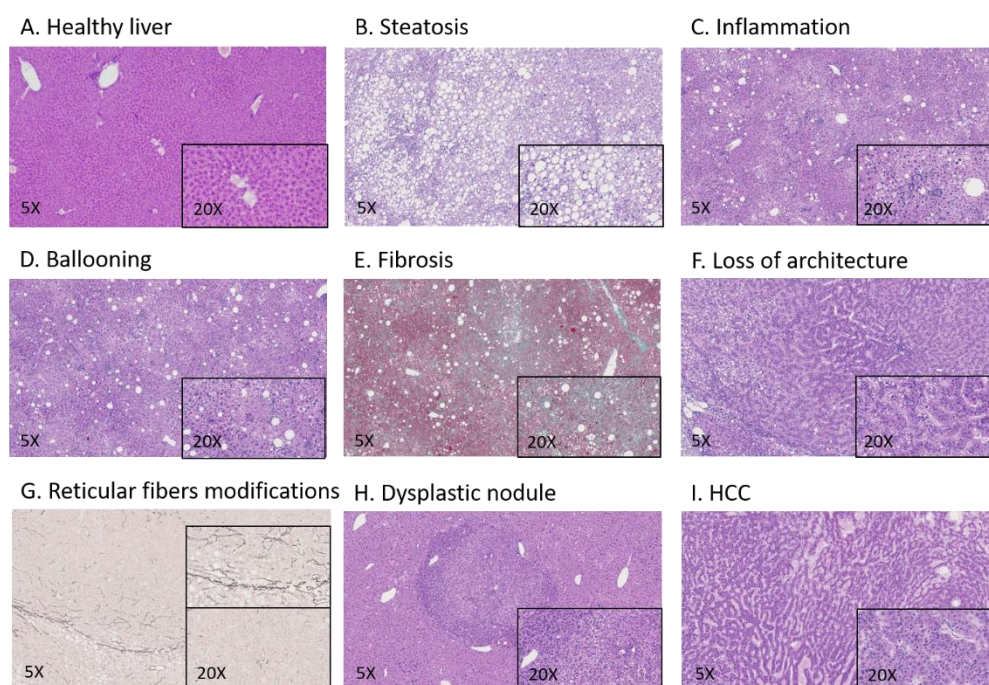 A. Healthy liver
B. Steatosis
C. Inflammation
5X
20X
5X
20X
5X
20X
D. Ballooning
E. Fibrosis
F. Loss of architecture
5X
20X
5X
20X
5X
20X
G. Reticular fibers modifications
H. Dysplastic nodule
I. HCC
5X
20X
5X
20X
5X
20X